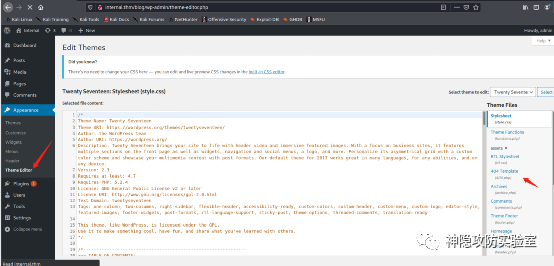 internal.thm/blog/wp-admin/theme-editor.php
Kali Linux Kali Training Kali Tools Kali Docs Kali Forums NetHunter Offensive Security Exploit-DB GHDB MSFU
Internal 3 0 + New
Howdy, admin
Help
Dashboard
Posts
Media
Pages
Comments
Appearance
Themes
Customize
Widgets
Menus
Header
Theme Editor
Plugins
Users
Tools
Settings
Collapse menu
Read internal.thm
Edit Themes
Did you know?
There's no need to change your CSS here — you can edit and live preview CSS changes in the built-in CSS editor.
Twenty Seventeen: Stylesheet (style.css)
Select theme to edit: Twenty Sevente Select
Selected file content:
/*
Theme Name: Twenty Seventeen
Theme URI: https://wordpress.org/themes/twentyseventeen/
Author: the WordPress team
Author URI: https://wordpress.org/
Description: Twenty Seventeen brings your site to life with header video and immersive featured images. With a focus on business sites, it features
multiple sections on the front page as well as widgets, navigation and social menus, a logo, and more. Personalize its asymmetrical grid with a custom
color scheme and showcase your multimedia content with post formats. Our default theme for 2017 works great in many languages, for any abilities, and on
any device.
Version: 2.3
Requires at least: 4.7
Requires PHP: 5.2.4
License: GNU General Public License v2 or later
License URI: http://www.gnu.org/licenses/gpl-2.0.html
Text Domain: twentyseventeen
Tags: one-column, two-columns, right-sidebar, flexible-header, accessibility-ready, custom-colors, custom-header, custom-menu, custom-logo, editor-style,
featured-images, footer-widgets, post-formats, rtl-language-support, sticky-post, theme-options, threaded-comments, translation-ready
This theme, like WordPress, is licensed under the GPL.
Use it to make something cool, have fun, and share what you've learned with others.
*/
/*
Theme Files
Stylesheet
(style.css)
Theme Functions
(functions.php)
assets
RTL Stylesheet
(rtl.css)
404 Template
(404.php)
Archives
(archive.php)
Comments
(comments.php)
Theme Footer
(footer.php)
Homepage
神隐攻防实验室